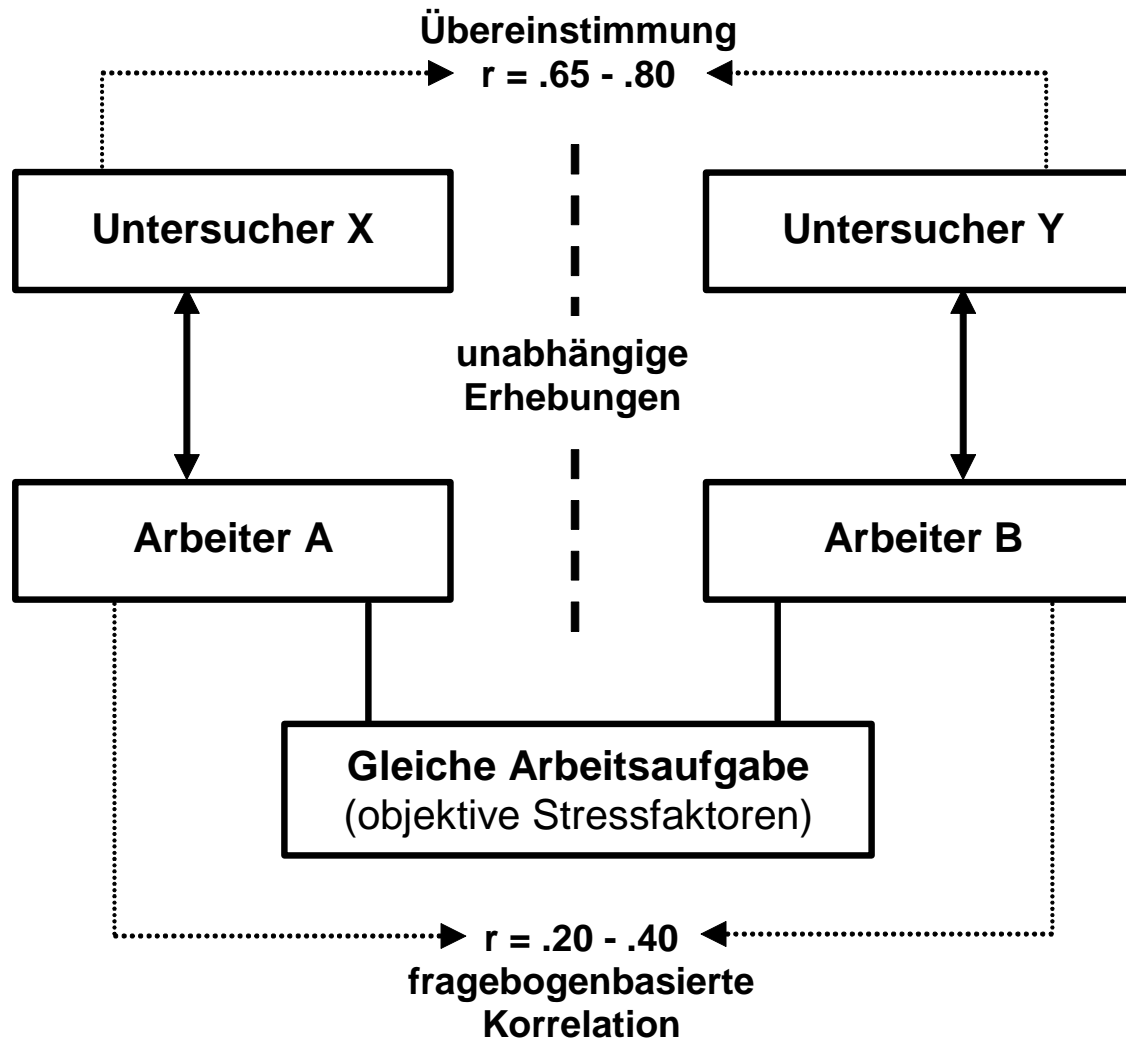 Übereinstimmung
r = .65 - .80
Untersucher X
Untersucher Y
unabhängige
Erhebungen
Arbeiter A
Arbeiter B
Gleiche Arbeitsaufgabe
(objektive Stressfaktoren)
r = .20 - .40
fragebogenbasierte
Korrelation